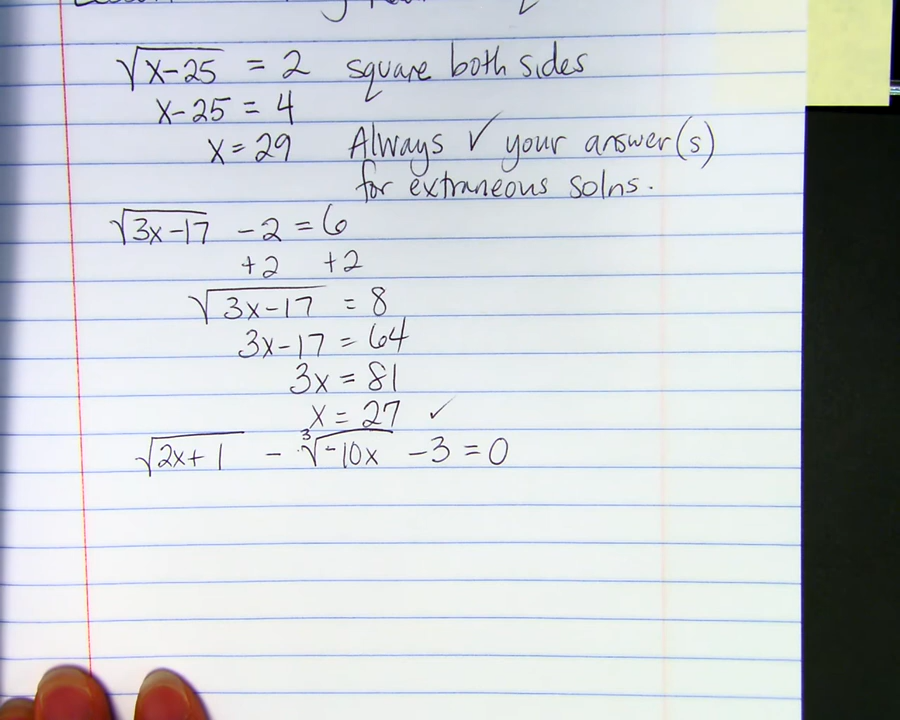 √x-25 = 2 square both sides
x-25 = 4
x = 29 Always ✓ your answer(s)
for extraneous solns.
√3x-17 - 2 = 6
+2 +2
√3x-17 = 8
3x-17 = 64
3x = 81
x = 27 ✓
√2x+1 - ³√-10x - 3 = 0